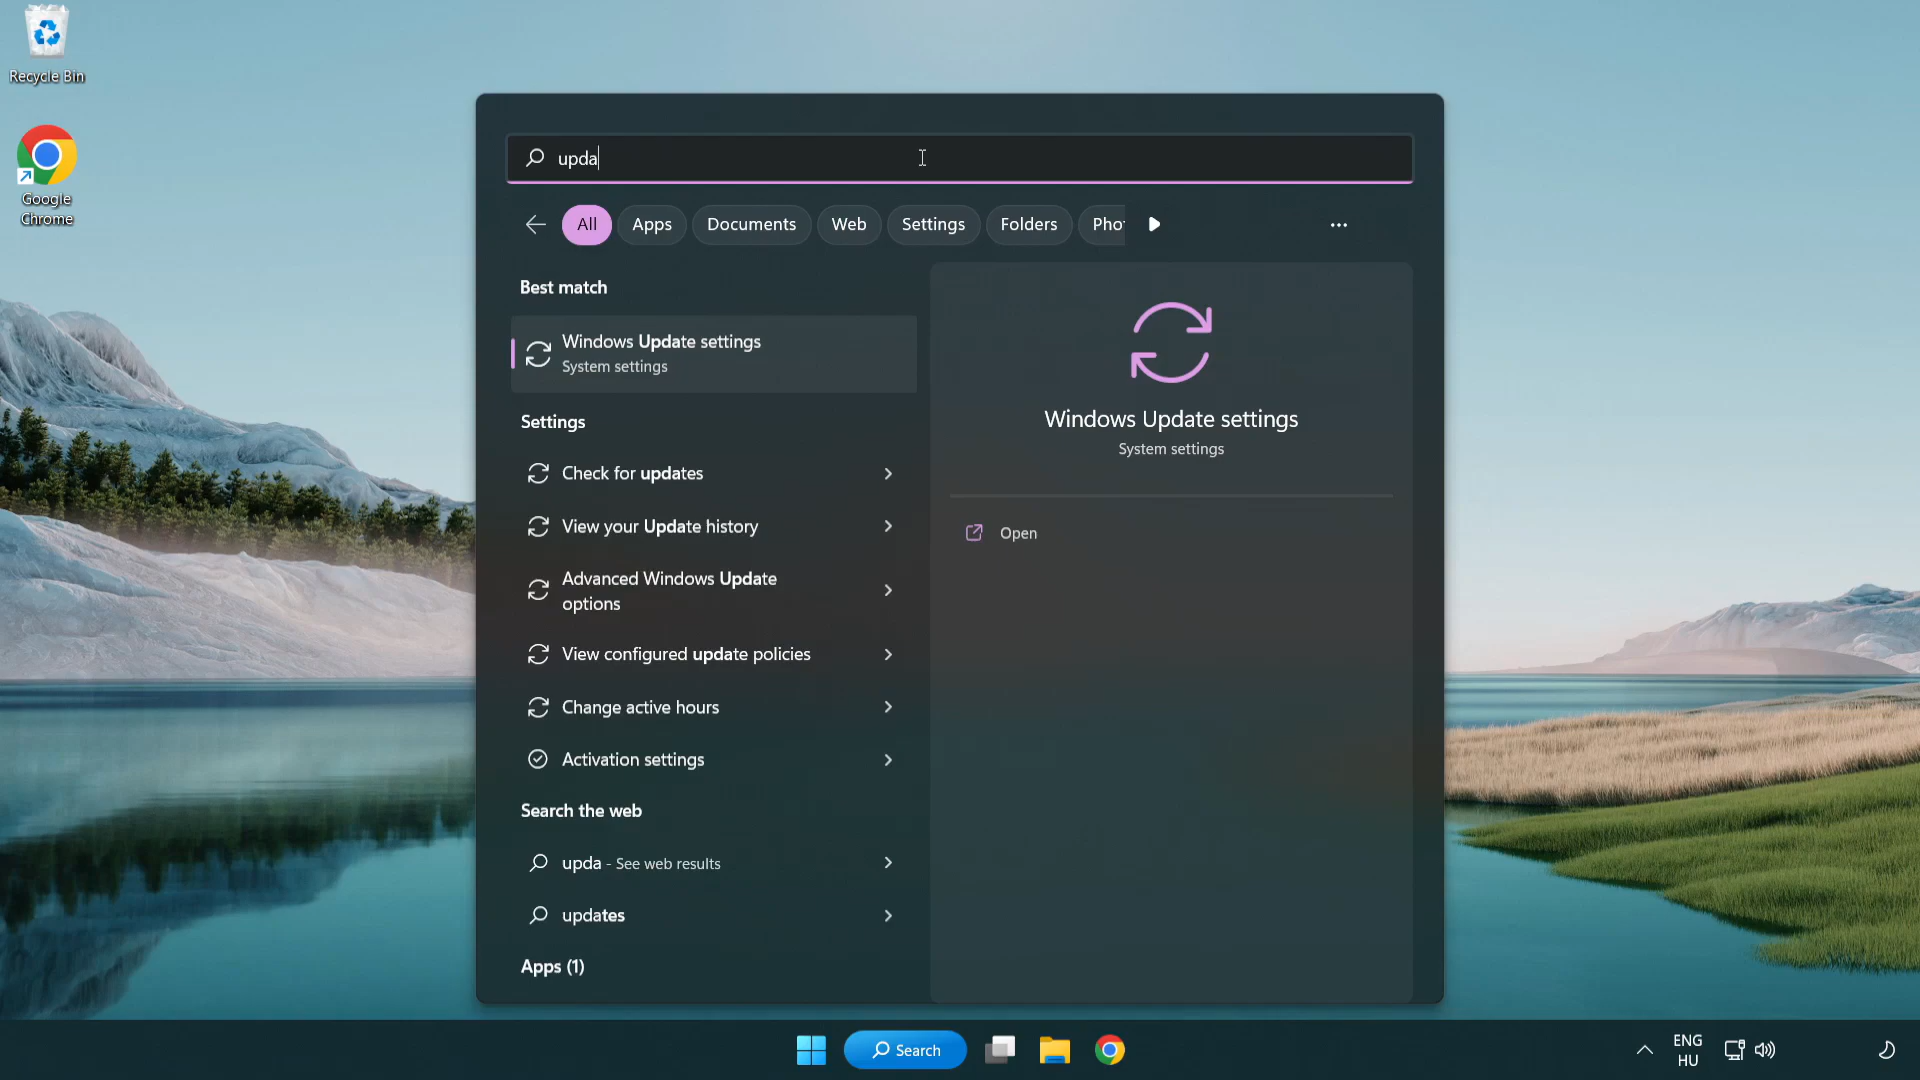 Recycle Bin
Google
Chrome
upda
All
Apps
Documents
Web
Settings
Folders
Pho
Best match
Windows Update settings
System settings
Settings
Check for updates
View your Update history
Advanced Windows Update
options
View configured update policies
Change active hours
Activation settings
Search the web
upda - See web results
updates
Apps (1)
Windows Update settings
System settings
Open
Search
ENG
HU